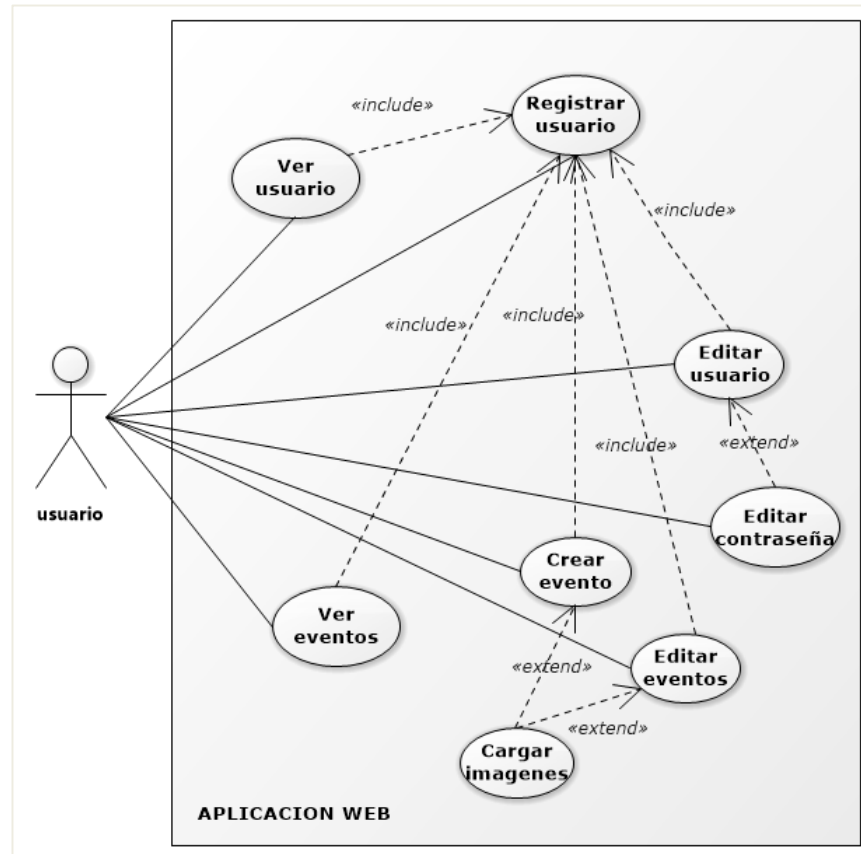 «include»
Registrar
usuario
Ver
usuario
«include»
«include»
«include»
Editar
usuario
«include»
«extend»
usuario
Editar
contraseña
Crear
evento
Ver
eventos
Editar
eventos
«extend»
«extend»
Cargar
imagenes
APLICACION WEB